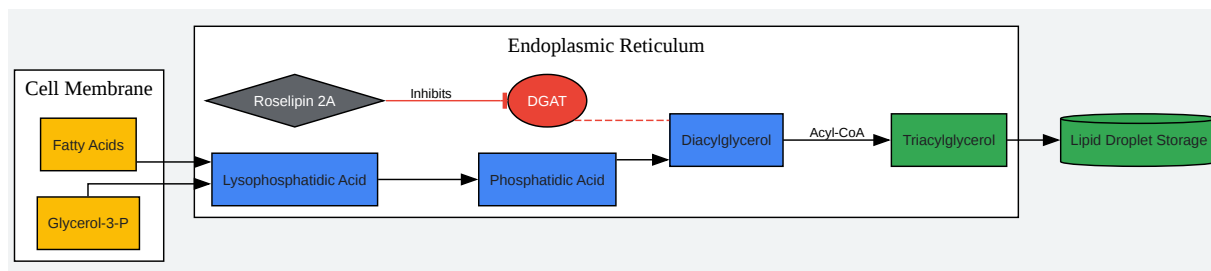 Endoplasmic Reticulum
Cell Membrane
Roselipin 2A
Inhibits
DGAT
Fatty Acids
Diacylglycerol
Acyl-CoA
Triacylglycerol
Lipid Droplet Storage
Lysophosphatidic Acid
Phosphatidic Acid
Glycerol-3-P